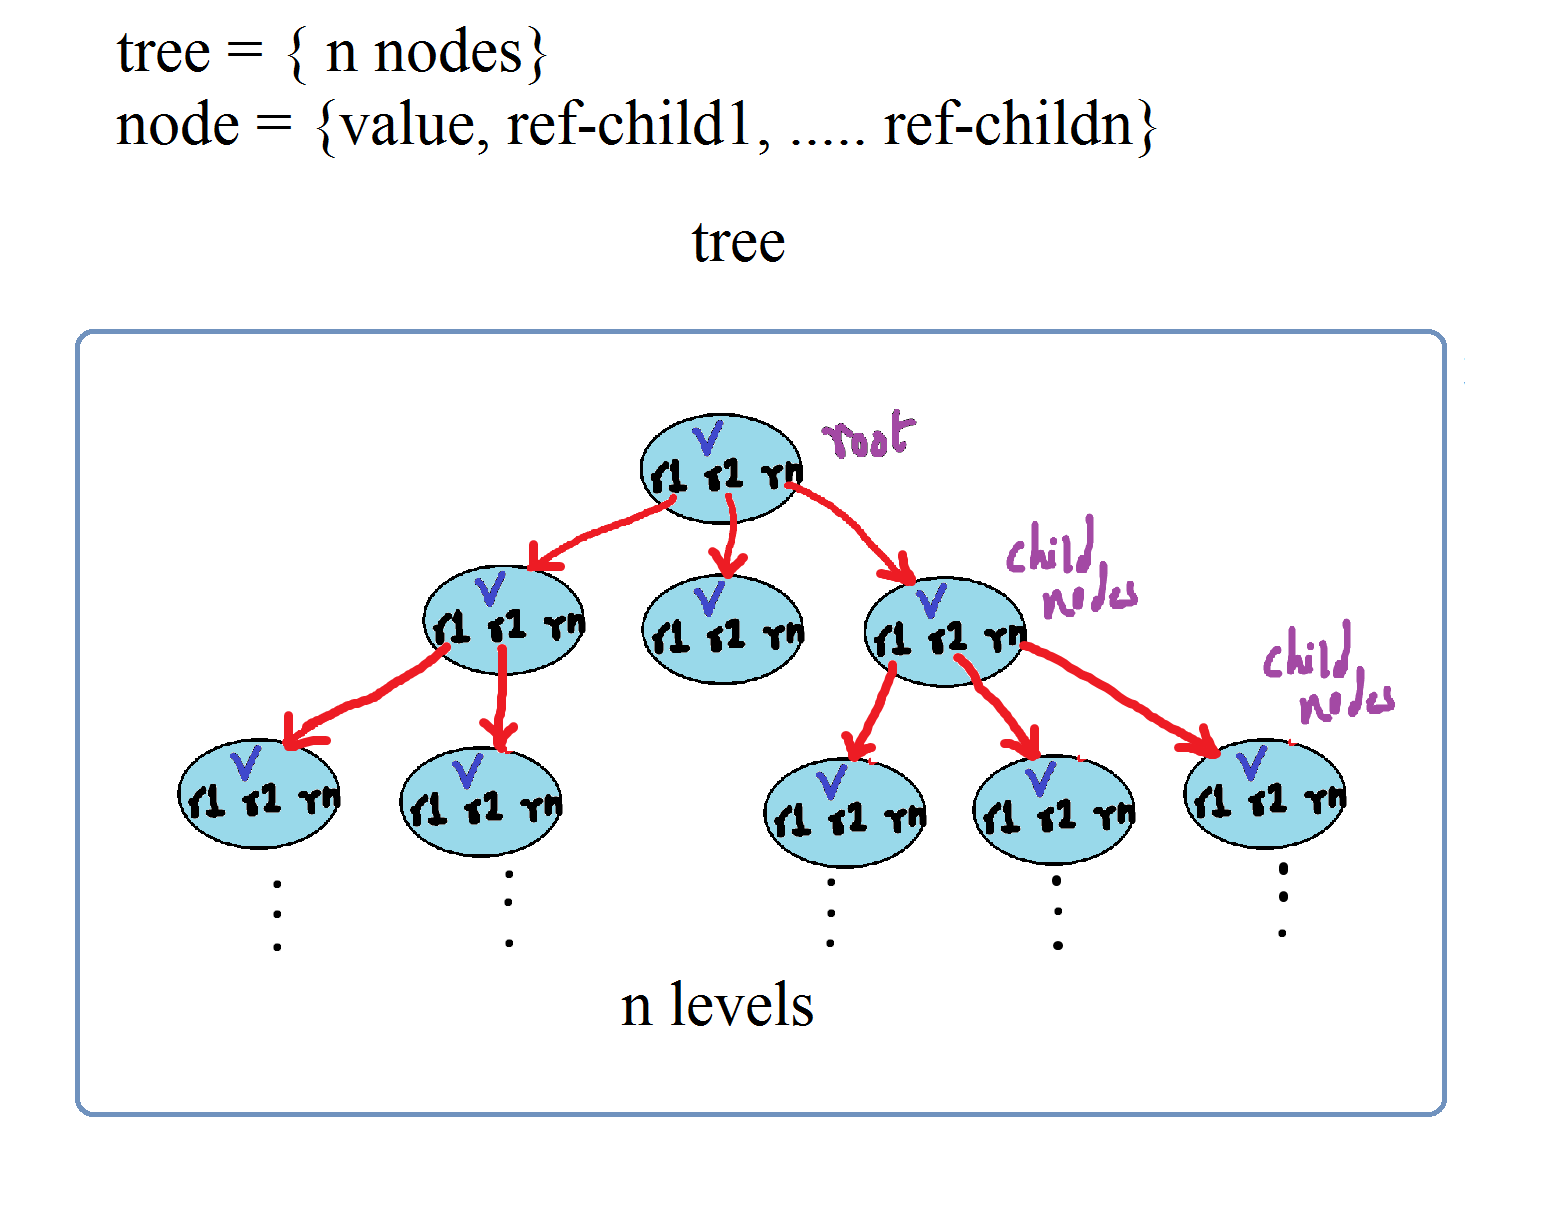 tree = { n nodes}
node = {value, ref-child1, ..... ref-childn}
tree
V
r1 r2 rn
root
child
nodes
V
r1 r2 rn
V
r1 r2 rn
V
r1 r2 rn
child
nodes
V
r1 r2 rn
V
r1 r2 rn
V
r1 r2 rn
V
r1 r2 rn
V
r1 r2 rn
n levels